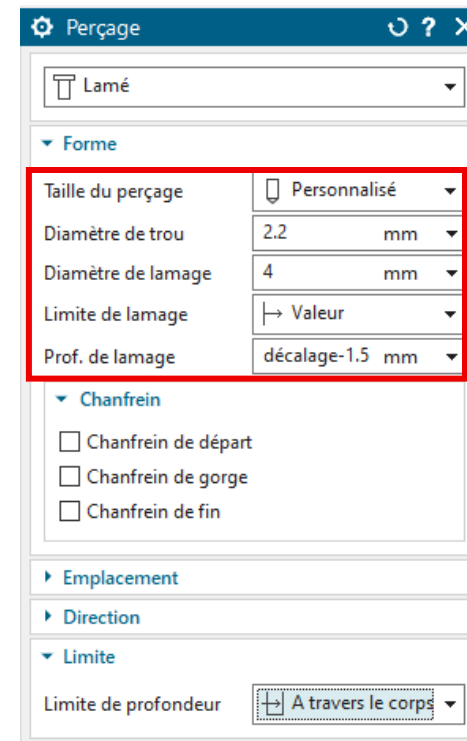 Perçage ?
Lamé
Forme
Taille du perçage Personnalisé
Diamètre de trou 2.2 mm
Diamètre de lamage 4 mm
Limite de lamage Valeur
Prof. de lamage décalage-1.5 mm
Chanfrein
Chanfrein de départ
Chanfrein de gorge
Chanfrein de fin
Emplacement
Direction
Limite
Limite de profondeur A travers le corps